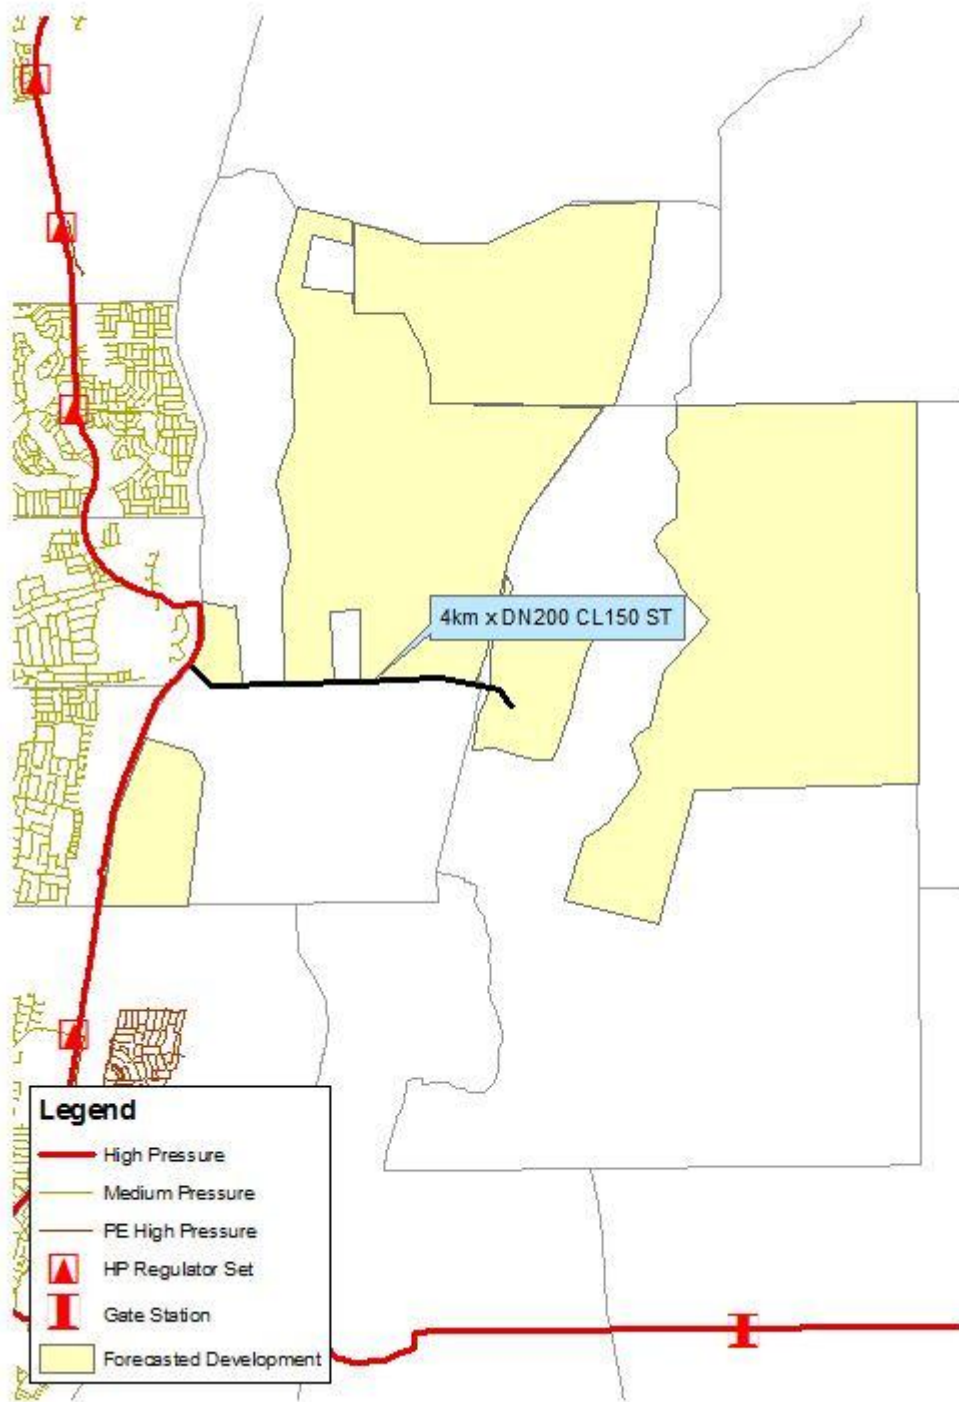 4km x DN200 CL150 ST
Legend
High Pressure
Medium Pressure
PE High Pressure
HP Regulator Set
Gate Station
Forecasted Development